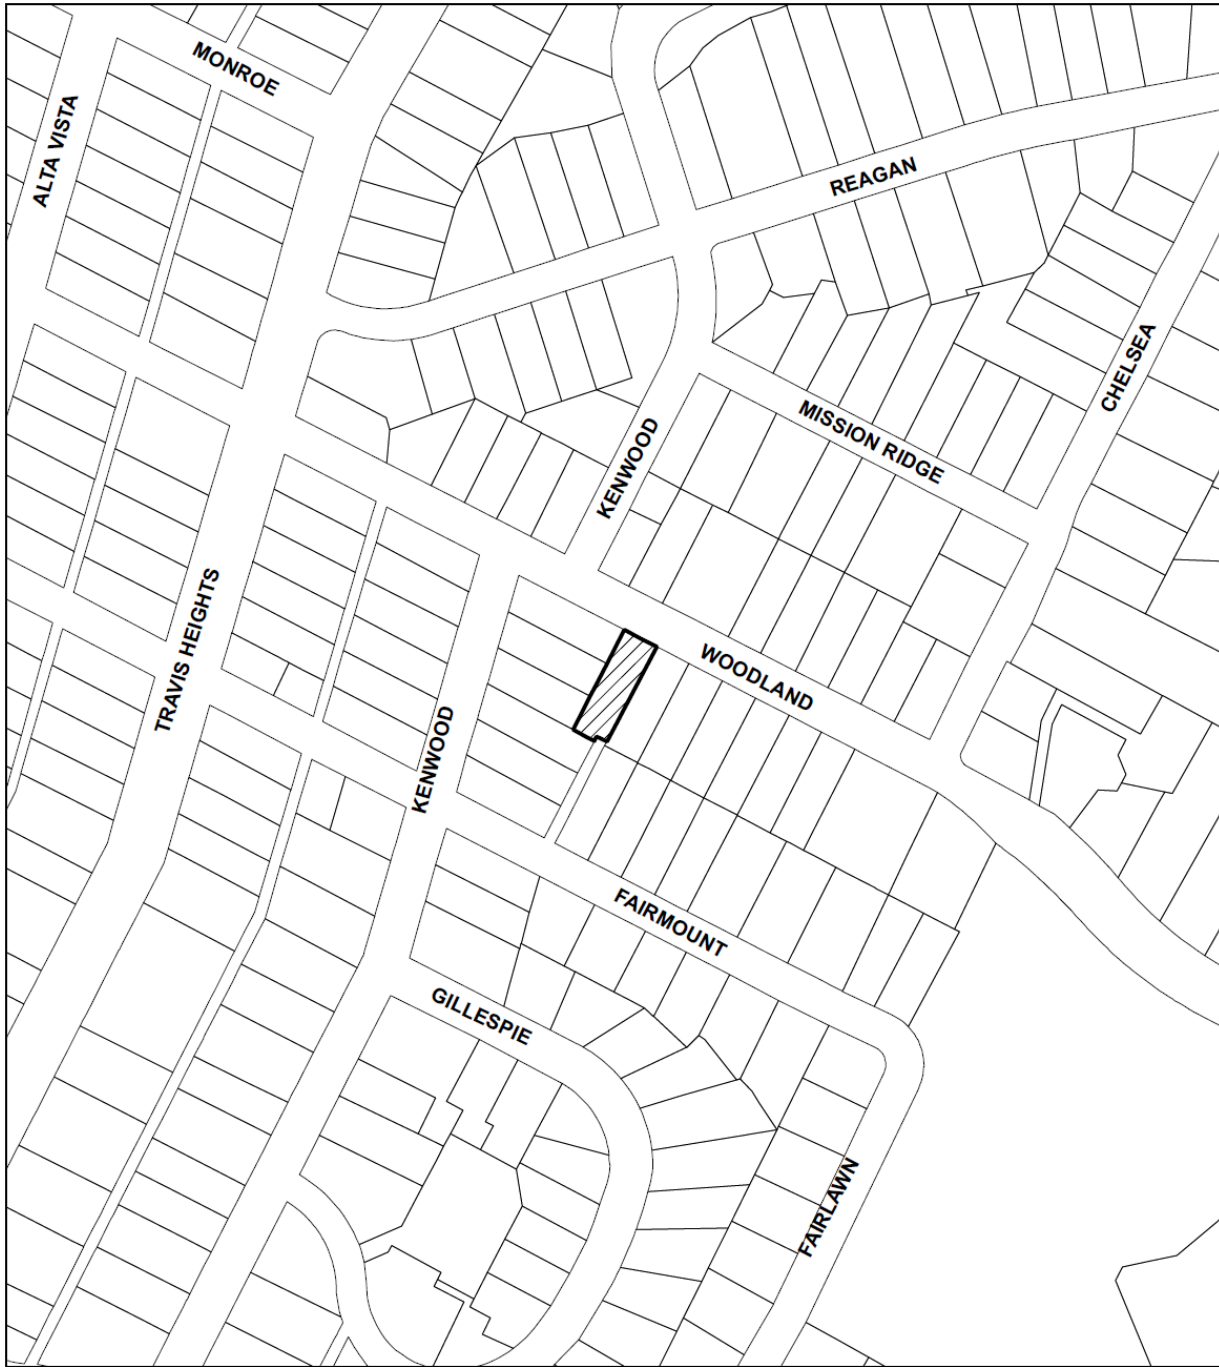 MONROE
ALTA VISTA
REAGAN
CHELSEA
MISSION RIDGE
KENWOOD
TRAVIS HEIGHTS
WOODLAND
KENWOOD
FAIRMOUNT
GILLESPIE
FAIRLAWN